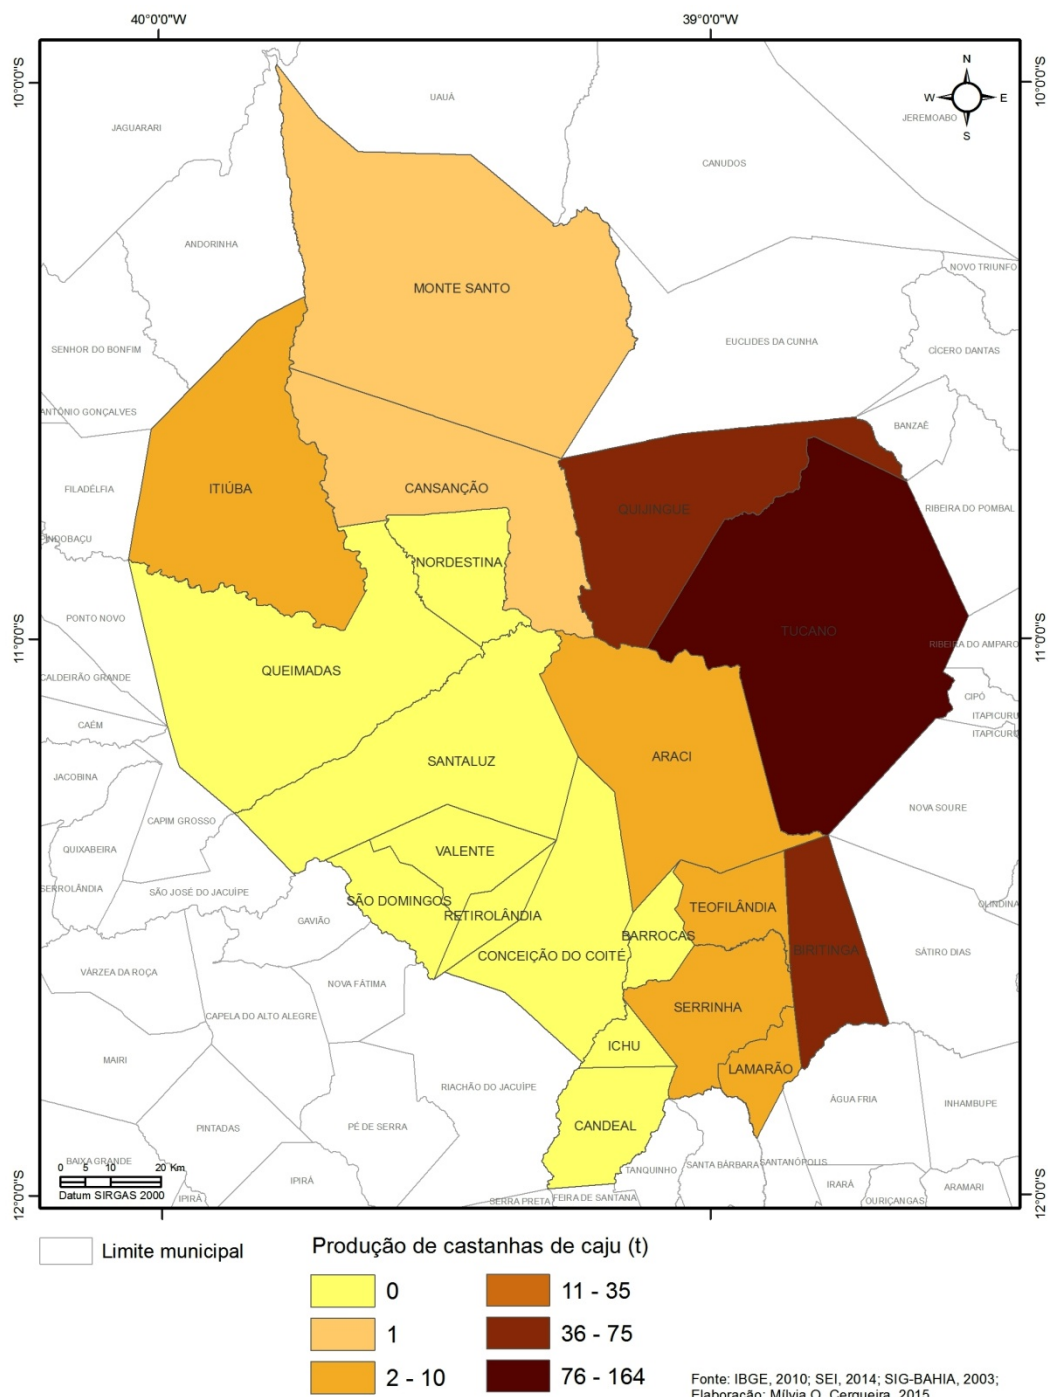 40°0'0"W
39°0'0"W
10°0'0"S
10°0'0"S
N
W
E
S
UAUÁ
JEREMOABO
JAGUARARI
CANUDOS
ANDORINHA
NOVO TRIUNFO
MONTE SANTO
EUCLIDES DA CUNHA
SENHOR DO BONFIM
CÍCERO DANTAS
ANTÔNIO GONÇALVES
BANZAÊ
ITIÚBA
CANSANÇÃO
FILADÉLFIA
QUIJINGUE
RIBEIRA DO POMBAL
PINDOBAÇU
NORDESTINA
PONTO NOVO
TUCANO
11°0'0"S
11°0'0"S
RIBEIRA DO AMPARO
QUEIMADAS
CALDEIRÃO GRANDE
CIPÓ
ITAPICURU
CAÉM
ITAPICURU
ARACI
SANTALUZ
JACOBINA
NOVA SOURE
CAPIM GROSSO
QUIXABEIRA
VALENTE
SERROLÂNDIA
SÃO JOSÉ DO JACUÍPE
SÃO DOMINGOS
OLINDINA
TEOFILÂNDIA
RETIROLÂNDIA
GAVIÃO
BARROCAS
BIRITINGA
SÁTIRO DIAS
CONCEIÇÃO DO COITÉ
VÁRZEA DA ROÇA
NOVA FÁTIMA
SERRINHA
CAPELA DO ALTO ALEGRE
ICHU
MAIRI
LAMARÃO
RIACHÃO DO JACUÍPE
ÁGUA FRIA
INHAMBUPE
PINTADAS
PÉ DE SERRA
CANDEAL
BAIXA GRANDE
SANTA BÁRBARA
SANTANÓPOLIS
TANQUINHO
0 5 10 20 Km
IPIRÁ
IRARÁ
ARAMARI
Datum SIRGAS 2000
IPIRÁ
SERRA PRETA
FEIRA DE SANTANA
OURIÇANGAS
12°0'0"S
12°0'0"S
Limite municipal
Produção de castanhas de caju (t)
0
11 - 35
1
36 - 75
2 - 10
76 - 164
Fonte: IBGE, 2010; SEI, 2014; SIG-BAHIA, 2003;
Elaboração: Mílvia O. Cerqueira, 2015